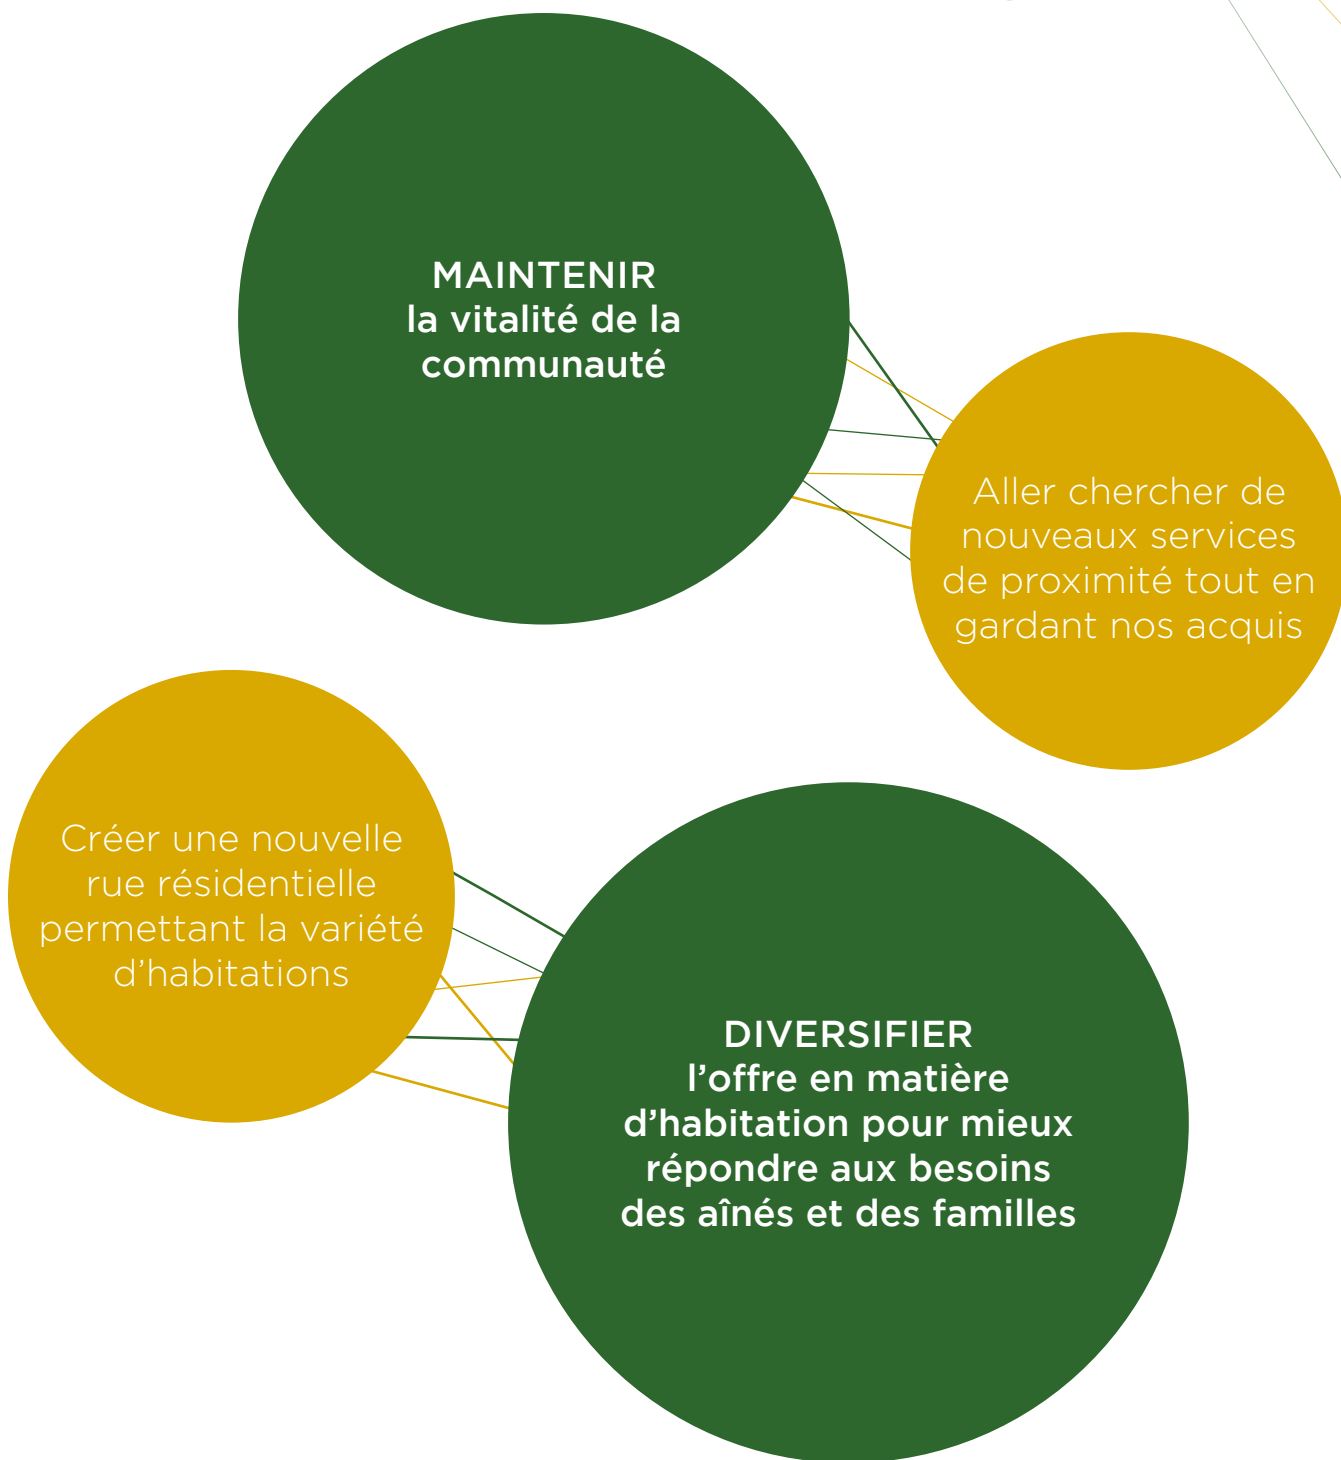 MAINTENIR
la vitalité de la
communauté
Aller chercher de
nouveaux services
de proximité tout en
gardant nos acquis
Créer une nouvelle
rue résidentielle
permettant la variété
d’habitations
DIVERSIFIER
l’offre en matière
d’habitation pour mieux
répondre aux besoins
des aînés et des familles